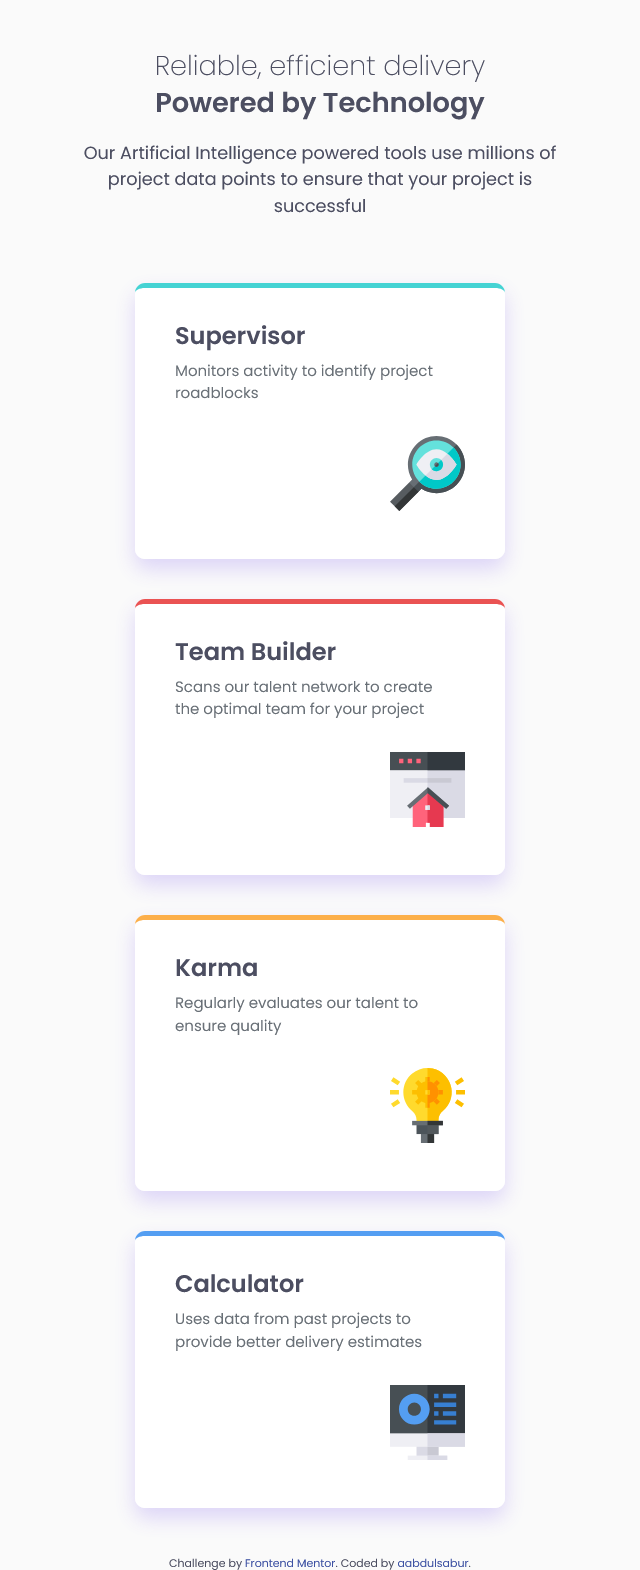 Reliable, efficient delivery
Powered by Technology
Our Artificial Intelligence powered tools use millions of
project data points to ensure that your project is
successful
Supervisor
Monitors activity to identify project
roadblocks
Team Builder
Scans our talent network to create
the optimal team for your project
Karma
Regularly evaluates our talent to
ensure quality
Calculator
Uses data from past projects to
provide better delivery estimates
Challenge by Frontend Mentor. Coded by aabdulsabur.